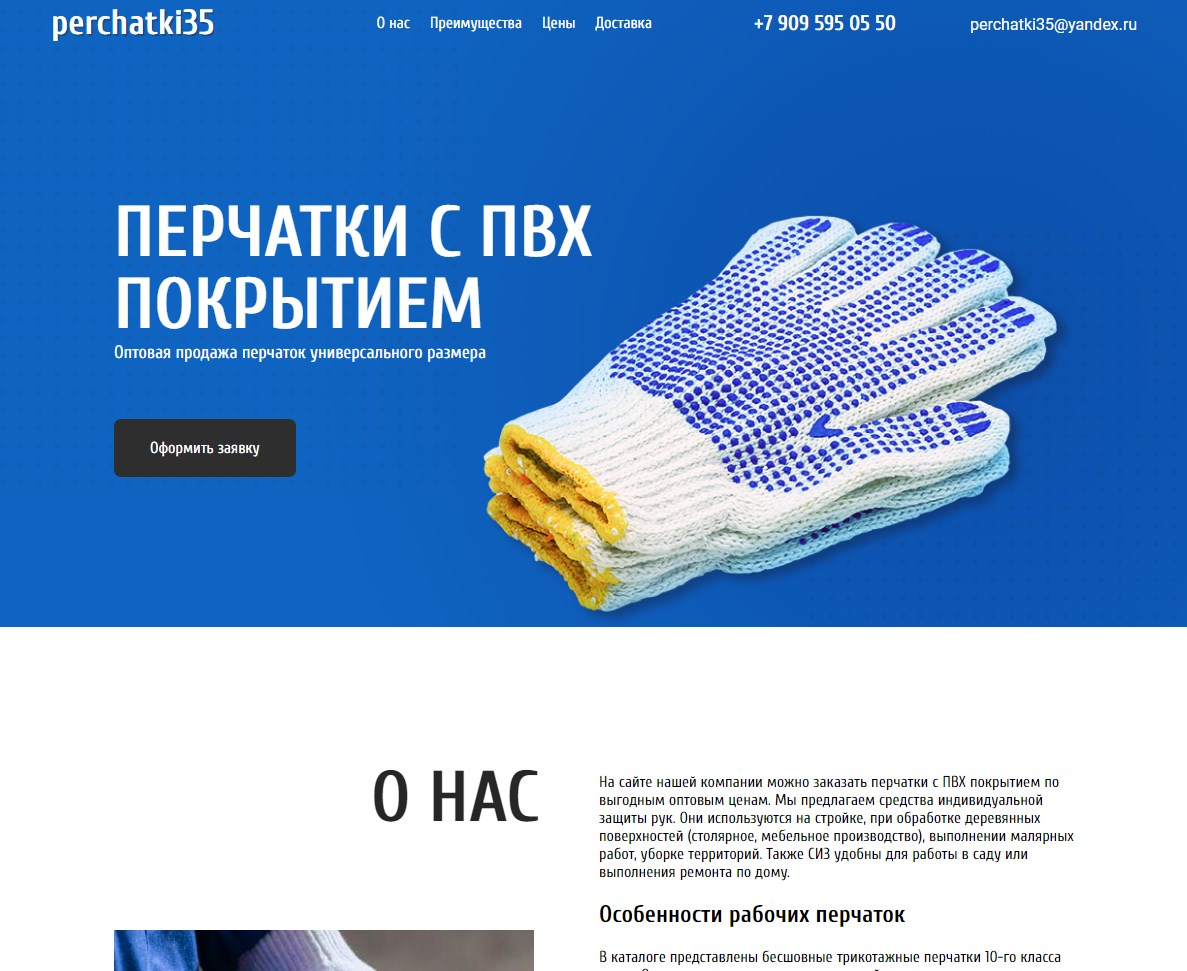 perchatki35
О нас Преимущества Цены Доставка
+7 909 595 05 50
perchatki35@yandex.ru
ПЕРЧАТКИ С ПВХ
ПОКРЫТИЕМ
Оптовая продажа перчаток универсального размера
Оформить заявку
О НАС
На сайте нашей компании можно заказать перчатки с ПВХ покрытием по
выгодным оптовым ценам. Мы предлагаем средства индивидуальной
защиты рук. Они используются на стройке, при обработке деревянных
поверхностей (столярное, мебельное производство), выполнении малярных
работ, уборке территорий. Также СИЗ удобны для работы в саду или
выполнения ремонта по дому.
Особенности рабочих перчаток
В каталоге представлены бесшовные трикотажные перчатки 10-го класса